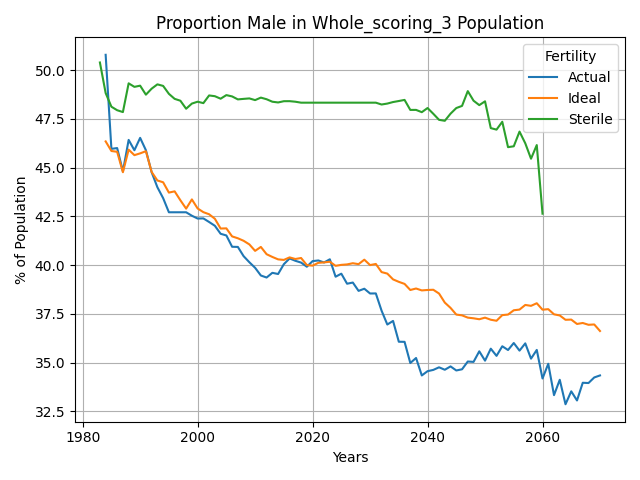 Proportion Male in Whole_scoring_3 Population
Fertility
Actual
Ideal
Sterile
% of Population
50.0
47.5
45.0
42.5
40.0
37.5
35.0
32.5
1980
2000
2020
2040
2060
Years